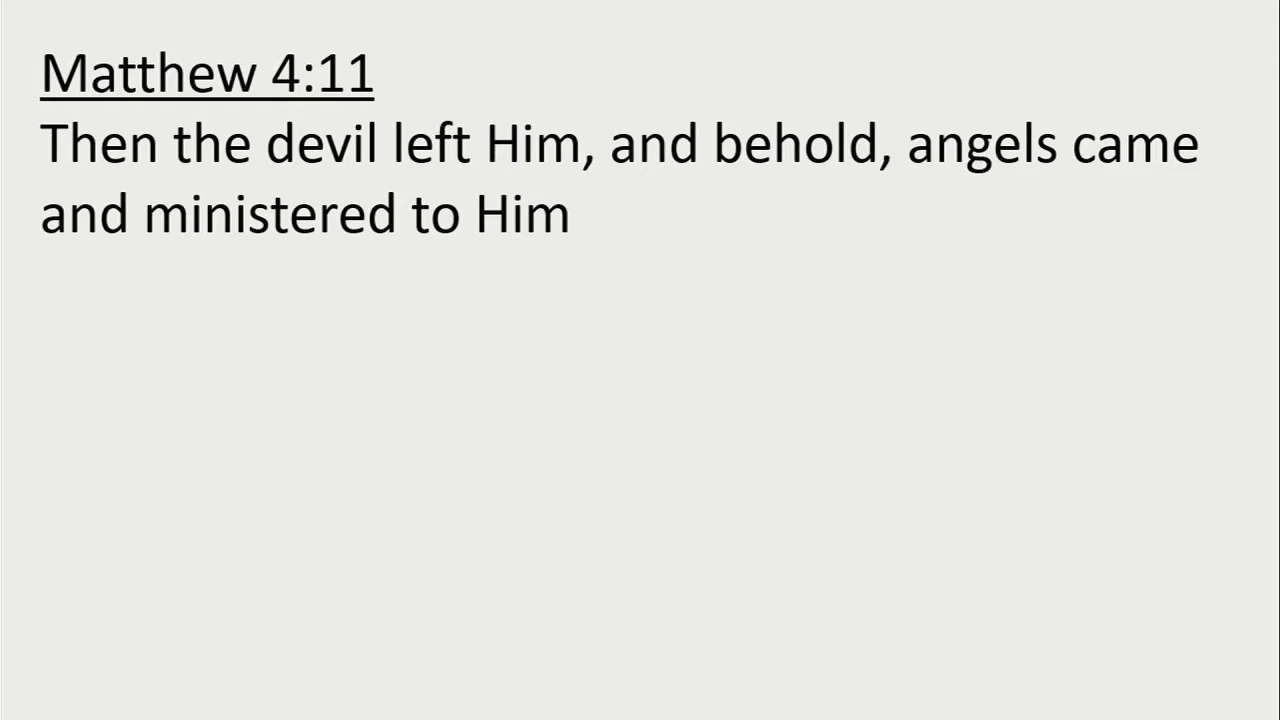 Matthew 4:11
Then the devil left Him, and behold, angels came
and ministered to Him